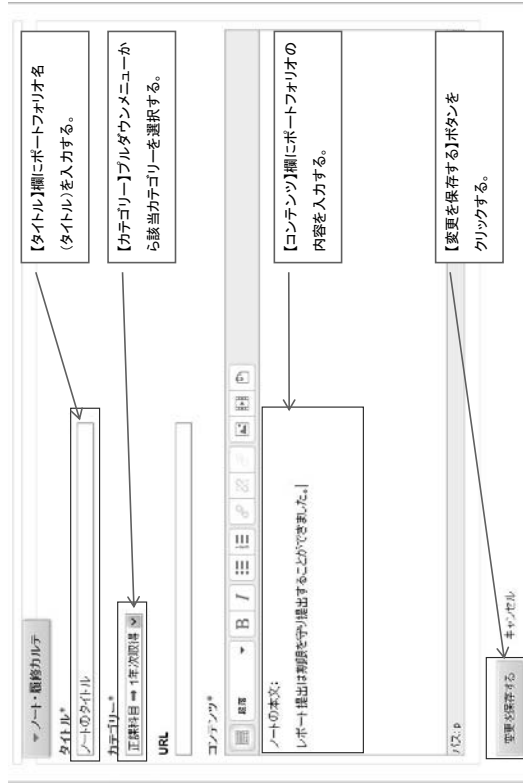 ▼ ノート・履修カルテ
タイトル*
ノートのタイトル
カテゴリー*
正課科目 ➡ 1年次取得
URL
コンテンツ*
段落
B I
ノートの本文:
レポート提出は期限を守り提出することができました。
パス: p
変更を保存する キャンセル
【タイトル】欄にポートフォリオ名
(タイトル)を入力する。
【カテゴリー】プルダウンメニューか
ら該当カテゴリーを選択する。
【コンテンツ】欄にポートフォリオの
内容を入力する。
【変更を保存する】ボタンを
クリックする。